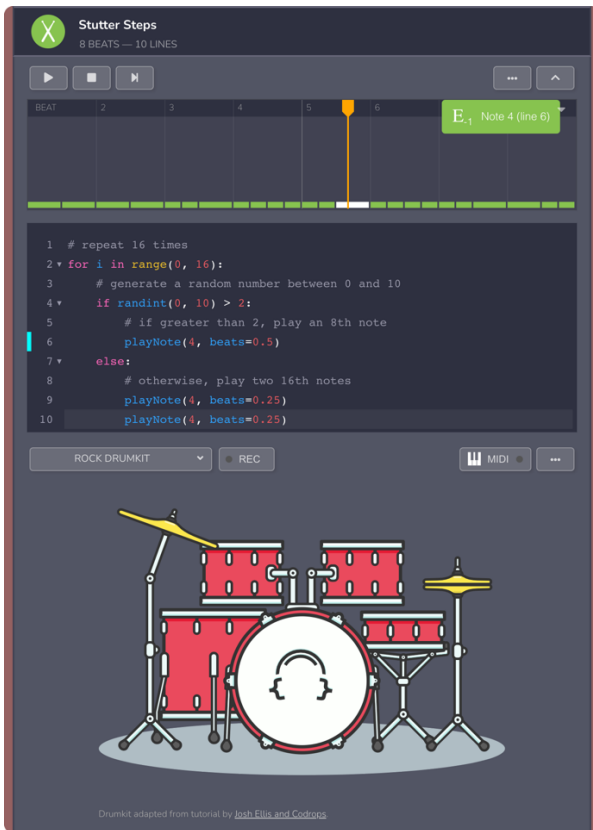 Stutter Steps
8 BEATS — 10 LINES
BEAT 2 3 4 5 6
E-1 Note 4 (line 6)
1 # repeat 16 times
2 for i in range(0, 16):
3 # generate a random number between 0 and 10
4 if randint(0, 10) > 2:
5 # if greater than 2, play an 8th note
6 playNote(4, beats=0.5)
7 else:
8 # otherwise, play two 16th notes
9 playNote(4, beats=0.25)
10 playNote(4, beats=0.25)
ROCK DRUMKIT REC MIDI
Drumkit adapted from tutorial by Josh Ellis and Codrops.